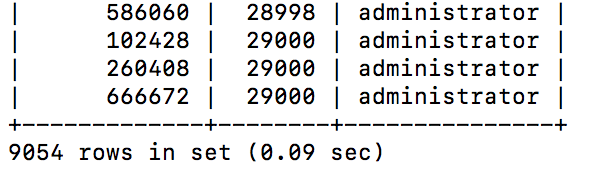 |       586060 |   28998 | administrator |
|       102428 |   29000 | administrator |
|       260408 |   29000 | administrator |
|       666672 |   29000 | administrator |
+--------------+---------+---------------+
9054 rows in set (0.09 sec)